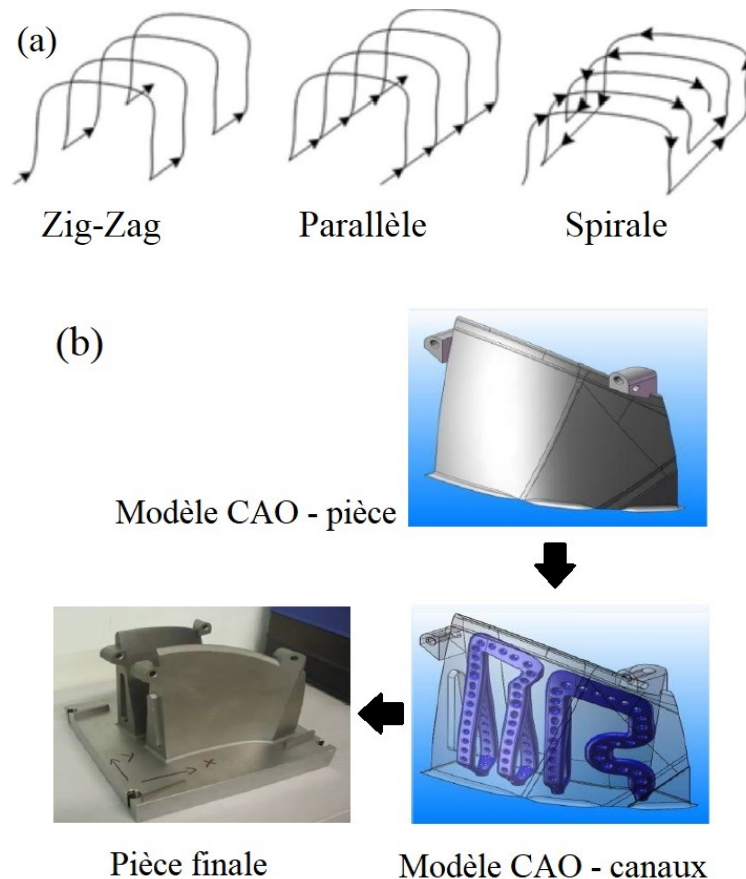 (a)
Zig-Zag Parallèle Spirale
(b)
Modèle CAO - pièce
Pièce finale Modèle CAO - canaux